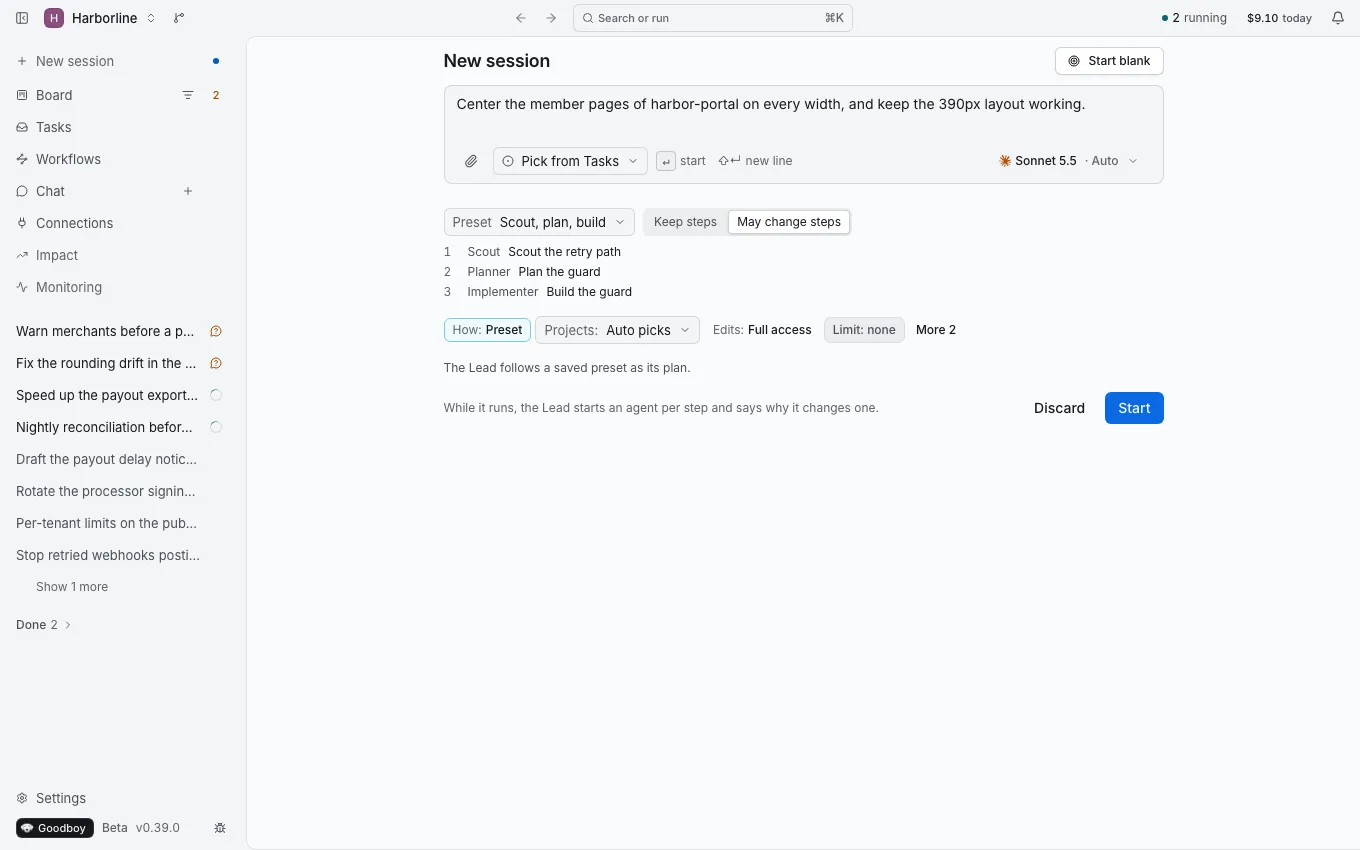 H Harborline
Search or run ⌘K
2 running $9.10 today
New session
Board 2
Tasks
Workflows
Chat
Connections
Impact
Monitoring
Warn merchants before a p...
Fix the rounding drift in the ...
Speed up the payout export...
Nightly reconciliation befor...
Draft the payout delay notic...
Rotate the processor signin...
Per-tenant limits on the pub...
Stop retried webhooks posti...
Show 1 more
Done 2
Settings
Goodboy Beta v0.39.0
New session
Start blank
Center the member pages of harbor-portal on every width, and keep the 390px layout working.
Pick from Tasks ↵ start ⇧↵ new line Sonnet 5.5 · Auto
Preset Scout, plan, build Keep steps May change steps
1 Scout Scout the retry path
2 Planner Plan the guard
3 Implementer Build the guard
How: Preset Projects: Auto picks Edits: Full access Limit: none More 2
The Lead follows a saved preset as its plan.
While it runs, the Lead starts an agent per step and says why it changes one.
Discard Start